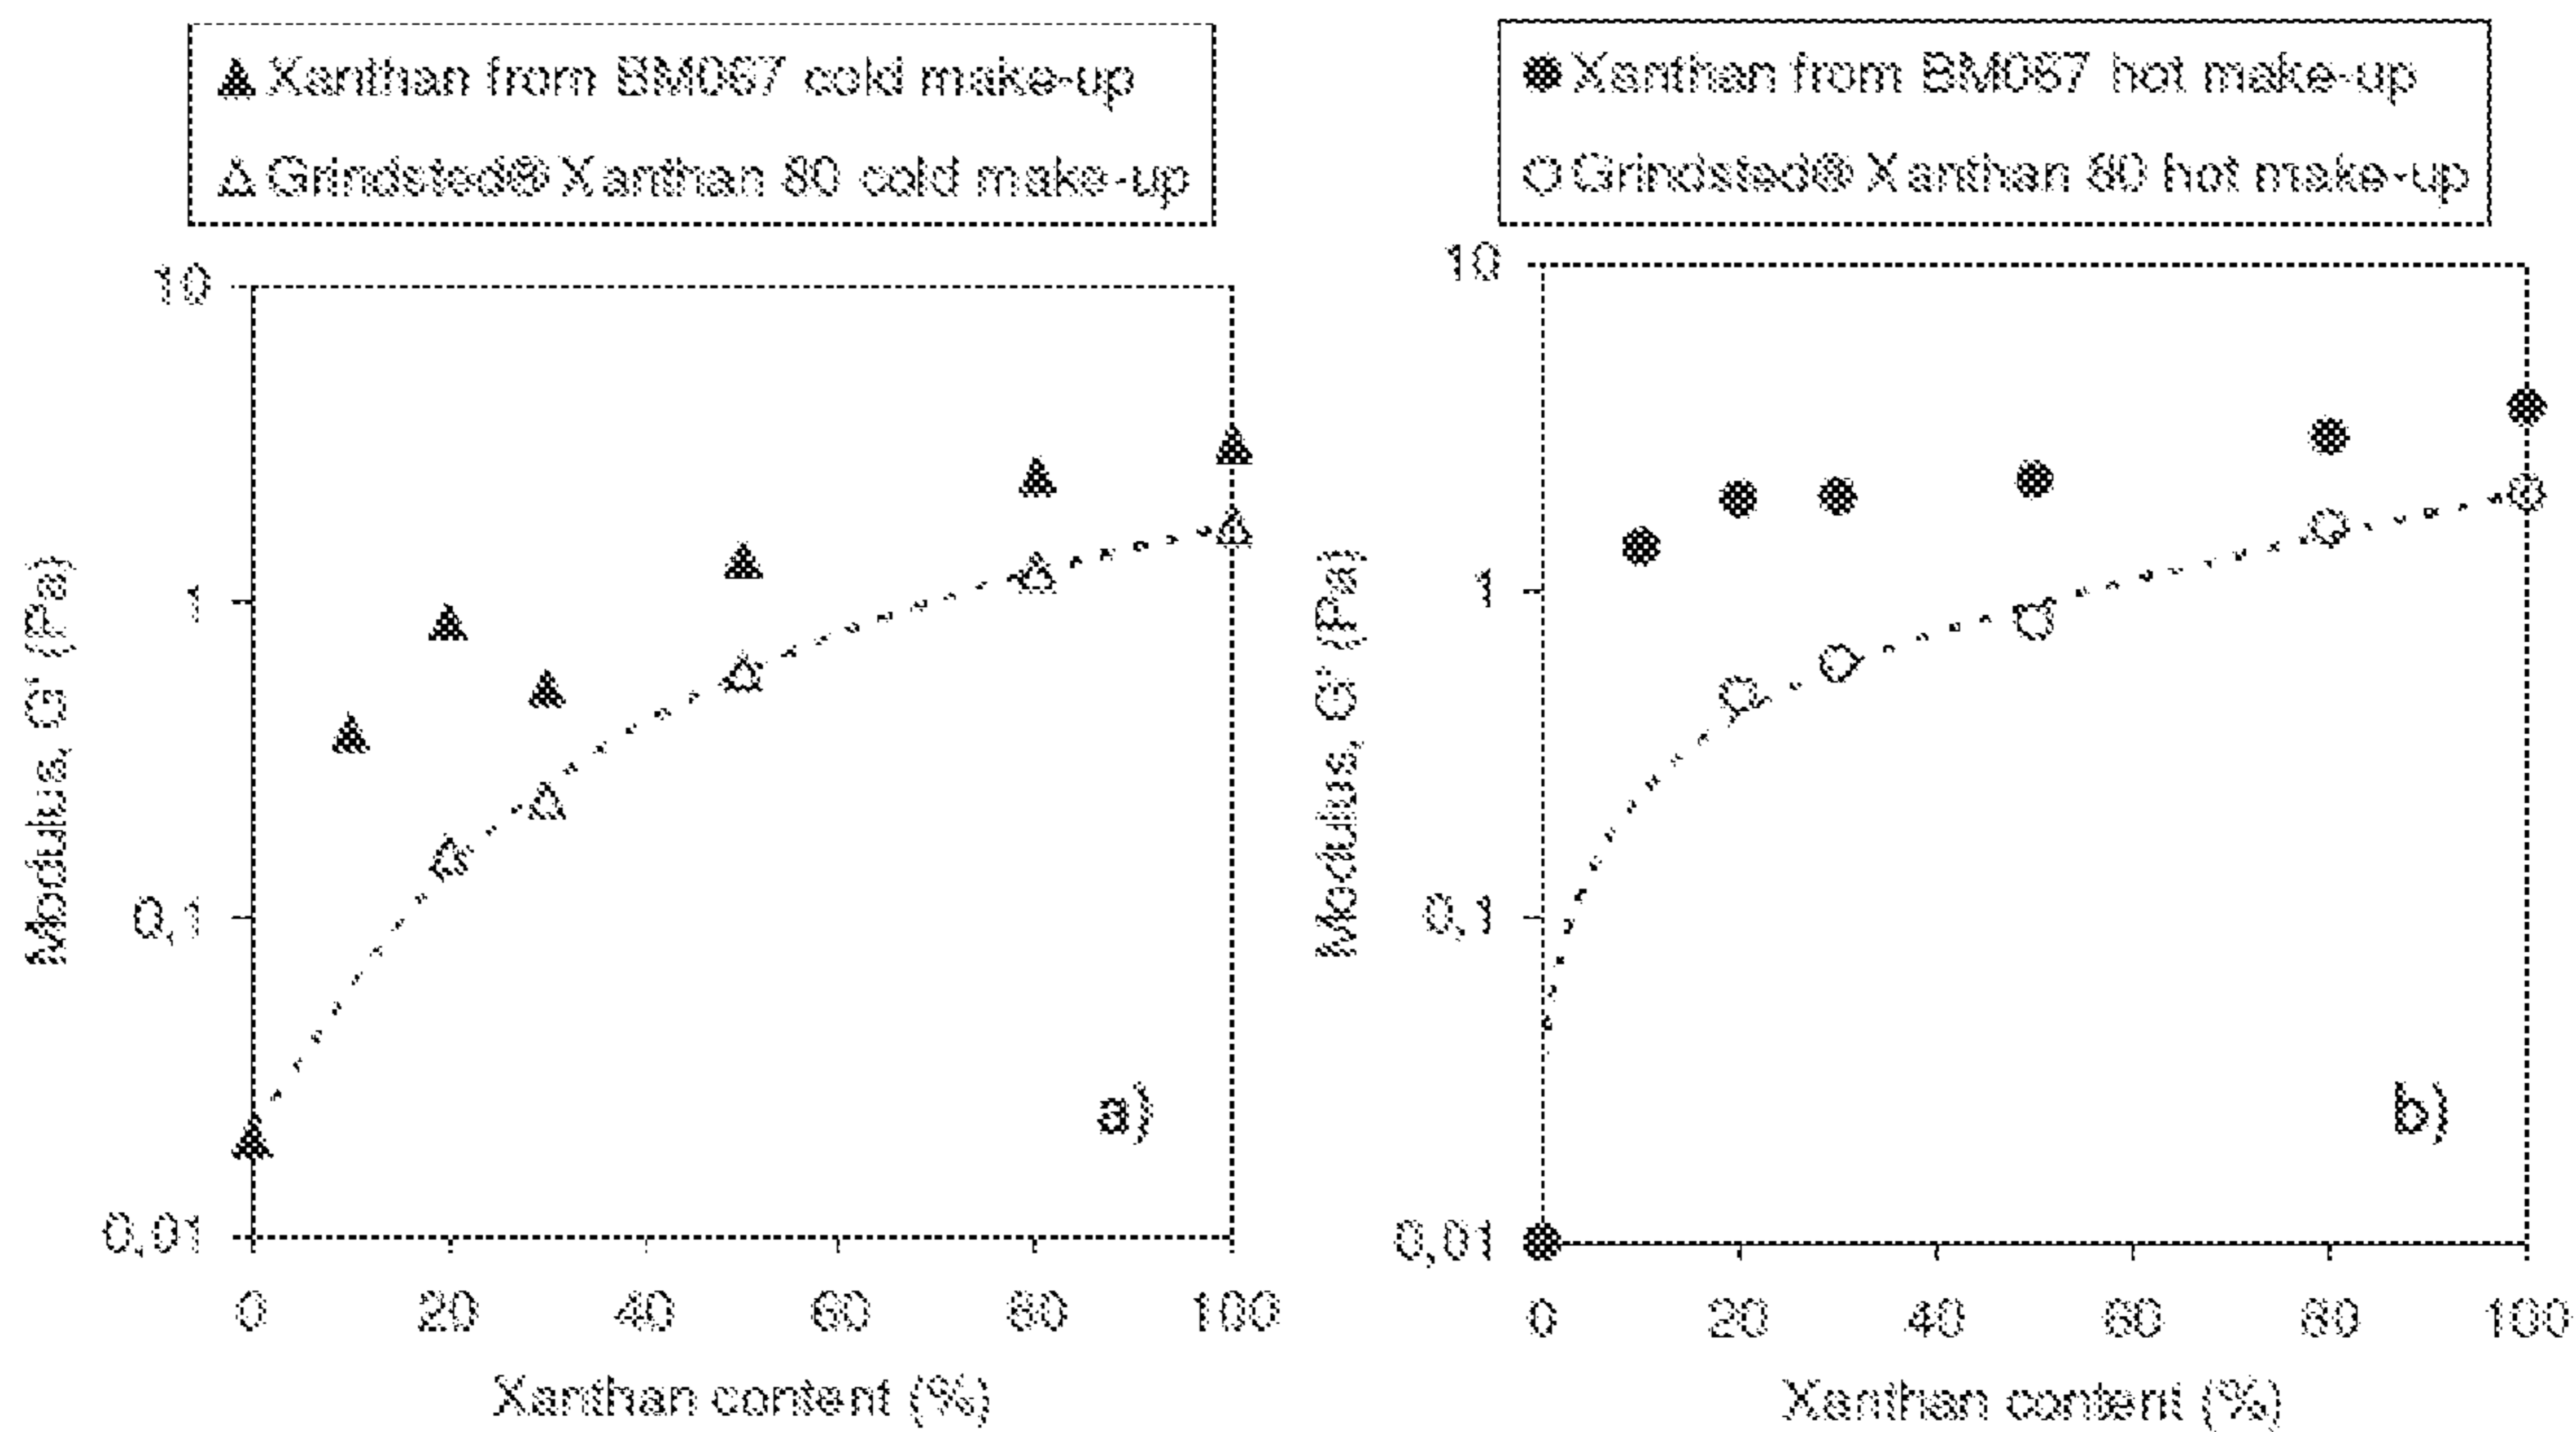 Xanthan from BM067 cold make-up
Grindsted® Xanthan 80 cold make-up
10
1
0,1
0,01
Modulus, G' (Pa)
0
20
40
60
80
100
Xanthan content (%)
a)
Xanthan from BM067 hot make-up
Grindsted® Xanthan 80 hot make-up
10
1
0,1
0,01
Modulus, G' (Pa)
0
20
40
60
80
100
Xanthan content (%)
b)